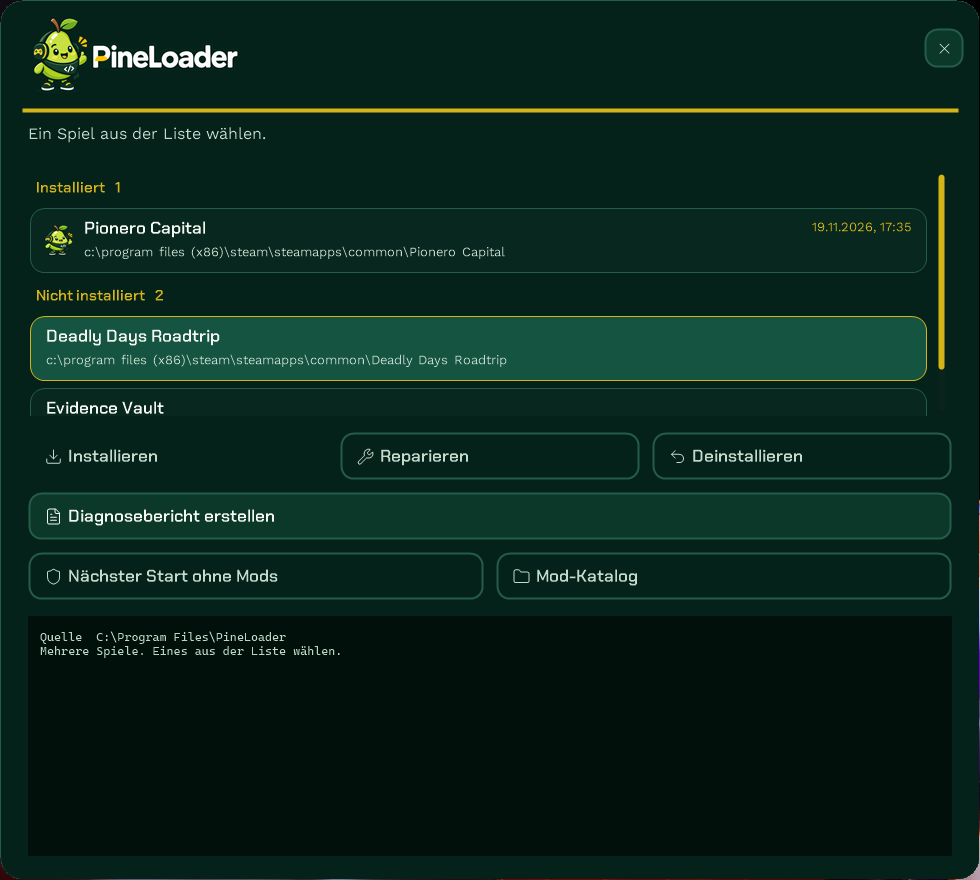 PineLoader
Ein Spiel aus der Liste wählen.
Installiert 1
Pionero Capital
19.11.2026, 17:35
c:\program files (x86)\steam\steamapps\common\Pionero Capital
Nicht installiert 2
Deadly Days Roadtrip
c:\program files (x86)\steam\steamapps\common\Deadly Days Roadtrip
Evidence Vault
Installieren
Reparieren
Deinstallieren
Diagnosebericht erstellen
Nächster Start ohne Mods
Mod-Katalog
Quelle  C:\Program Files\PineLoader
Mehrere Spiele. Eines aus der Liste wählen.